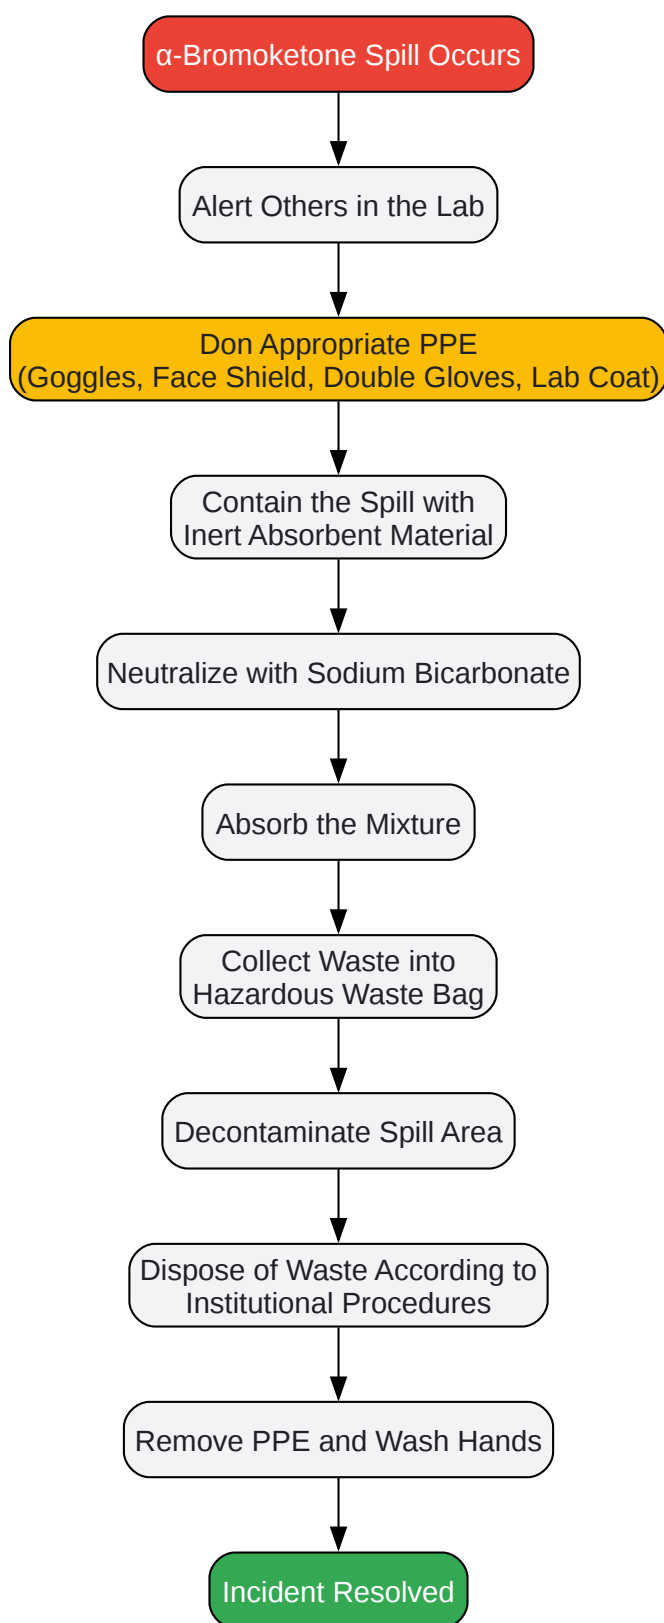 α-Bromoketone Spill Occurs
Alert Others in the Lab
Don Appropriate PPE
(Goggles, Face Shield, Double Gloves, Lab Coat)
Contain the Spill with
Inert Absorbent Material
Neutralize with Sodium Bicarbonate
Absorb the Mixture
Collect Waste into
Hazardous Waste Bag
Decontaminate Spill Area
Dispose of Waste According to
Institutional Procedures
Remove PPE and Wash Hands
Incident Resolved